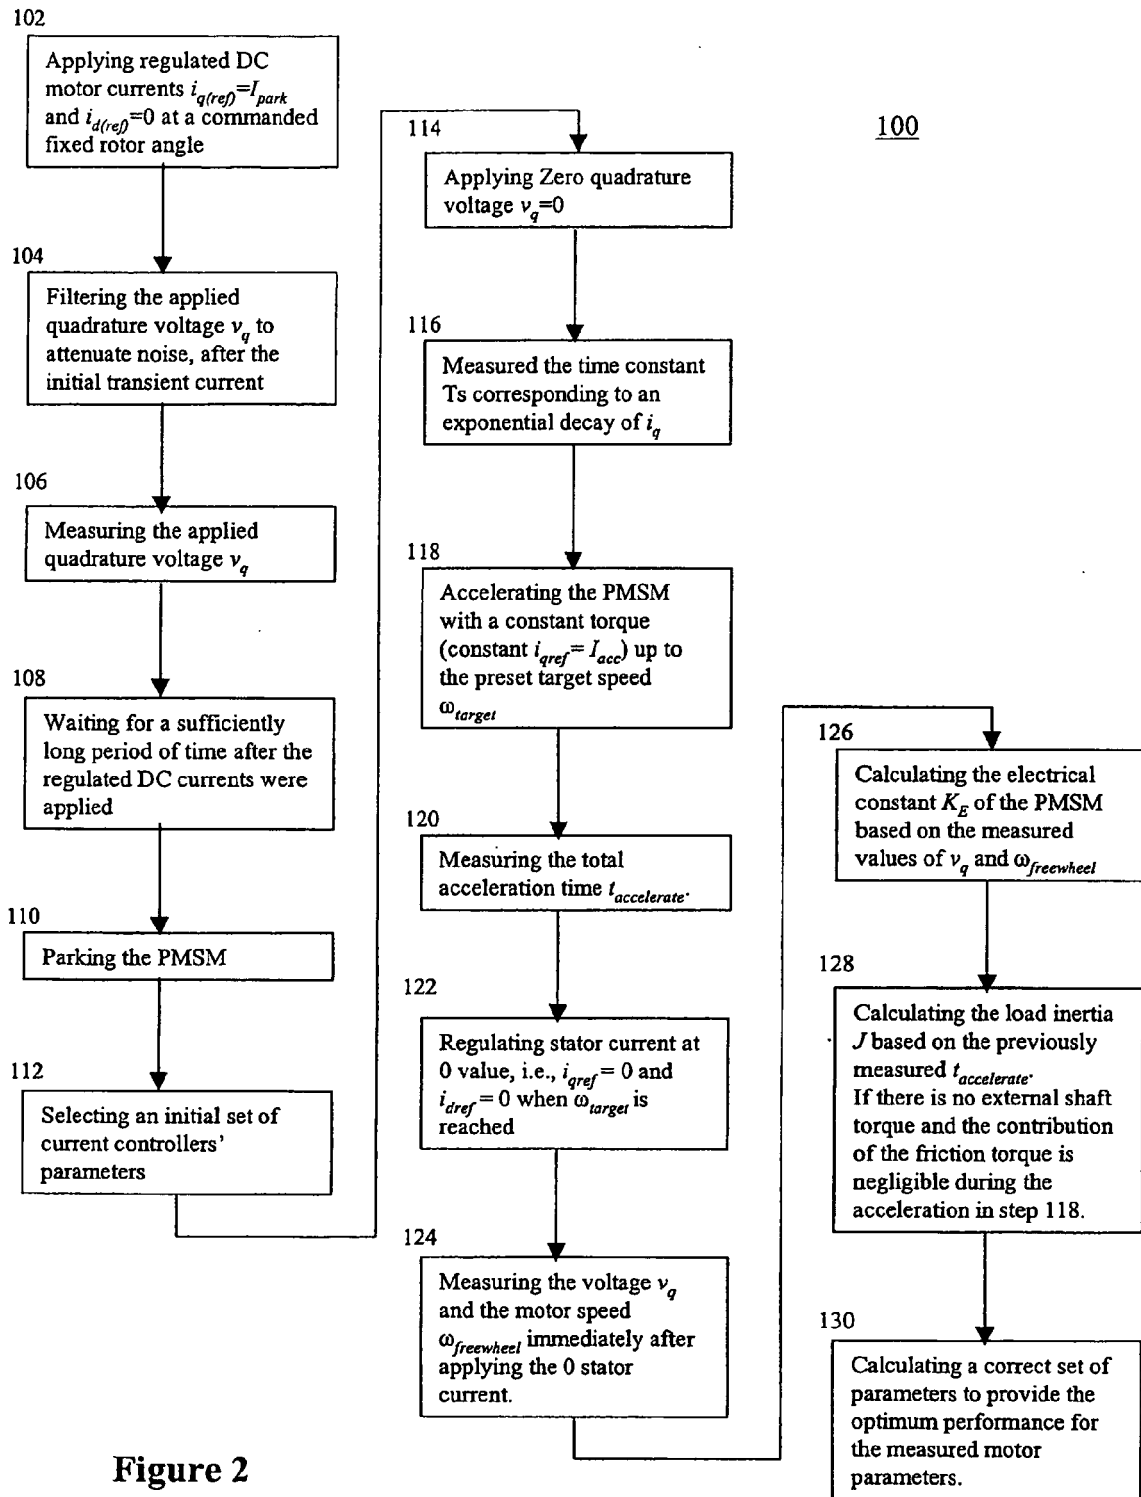 102
Applying regulated DC
motor currents i_q(ref)=I_park
and i_d(ref)=0 at a commanded
fixed rotor angle
104
Filtering the applied
quadrature voltage v_q to
attenuate noise, after the
initial transient current
106
Measuring the applied
quadrature voltage v_q
108
Waiting for a sufficiently
long period of time after the
regulated DC currents were
applied
110
Parking the PMSM
112
Selecting an initial set of
current controllers'
parameters
114
Applying Zero quadrature
voltage v_q=0
116
Measured the time constant
Ts corresponding to an
exponential decay of i_q
118
Accelerating the PMSM
with a constant torque
(constant i_qref= I_acc) up to
the preset target speed
ω_target
120
Measuring the total
acceleration time t_accelerate.
122
Regulating stator current at
0 value, i.e., i_qref= 0 and
i_dref= 0 when ω_target is
reached
124
Measuring the voltage v_q
and the motor speed
ω_freewheel immediately after
applying the 0 stator
current.
100
126
Calculating the electrical
constant K_E of the PMSM
based on the measured
values of v_q and ω_freewheel
128
Calculating the load inertia
J based on the previously
measured t_accelerate.
If there is no external shaft
torque and the contribution
of the friction torque is
negligible during the
acceleration in step 118.
130
Calculating a correct set of
parameters to provide the
optimum performance for
the measured motor
parameters.
Figure 2